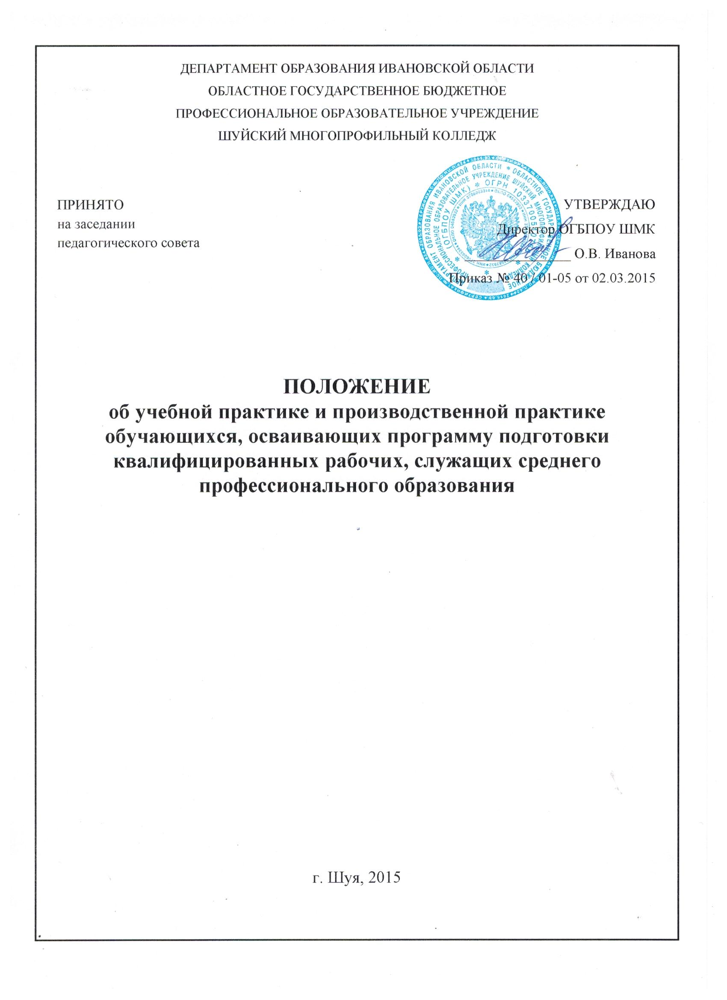 ДЕПАРТАМЕНТ ОБРАЗОВАНИЯ ИВАНОВСКОЙ ОБЛАСТИ
ОБЛАСТНОЕ ГОСУДАРСТВЕННОЕ БЮДЖЕТНОЕ
ПРОФЕССИОНАЛЬНОЕ ОБРАЗОВАТЕЛЬНОЕ УЧРЕЖДЕНИЕ
ШУЙСКИЙ МНОГОПРОФИЛЬНЫЙ КОЛЛЕДЖ
ПРИНЯТО
на заседании
педагогического совета
УТВЕРЖДАЮ
Директор ОГБПОУ ШМК
О.В. Иванова
Приказ № 40 / 01-05 от 02.03.2015
ДЕПАРТАМЕНТ ОБРАЗОВАНИЯ ИВАНОВСКОЙ ОБЛАСТИ * ОБЛАСТНОЕ ГОСУДАРСТВЕННОЕ БЮДЖЕТНОЕ
ПРОФЕССИОНАЛЬНОЕ ОБРАЗОВАТЕЛЬНОЕ УЧРЕЖДЕНИЕ ШУЙСКИЙ МНОГОПРОФИЛЬНЫЙ КОЛЛЕДЖ
(ОГБПОУ ШМК) * ОГРН
ПОЛОЖЕНИЕ
об учебной практике и производственной практике
обучающихся, осваивающих программу подготовки
квалифицированных рабочих, служащих среднего
профессионального образования
г. Шуя, 2015